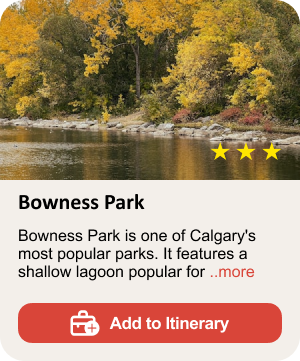 Bowness Park
Bowness Park is one of Calgary's
most popular parks. It features a
shallow lagoon popular for ..more
Add to Itinerary